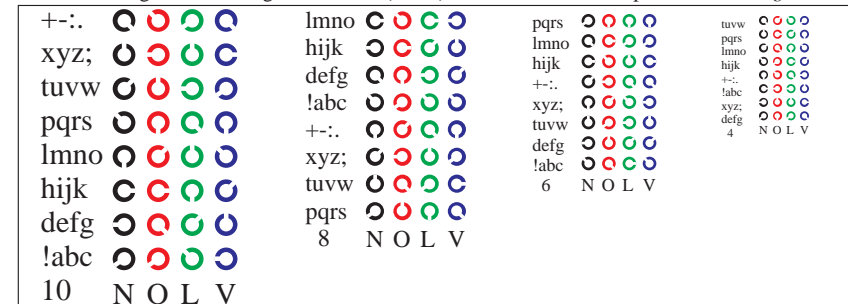 +-:.
xyz;
tuvw
pqrs
lmno
hijk
defg
!abc
10 N O L V
lmno
hijk
defg
!abc
+-:.
xyz;
tuvw
pqrs
8 N O L V
pqrs
lmno
hijk
+-:.
xyz;
tuvw
defg
!abc
6 N O L V
tuvw
pqrs
lmno
hijk
+-:.
!abc
xyz;
defg
4 N O L V